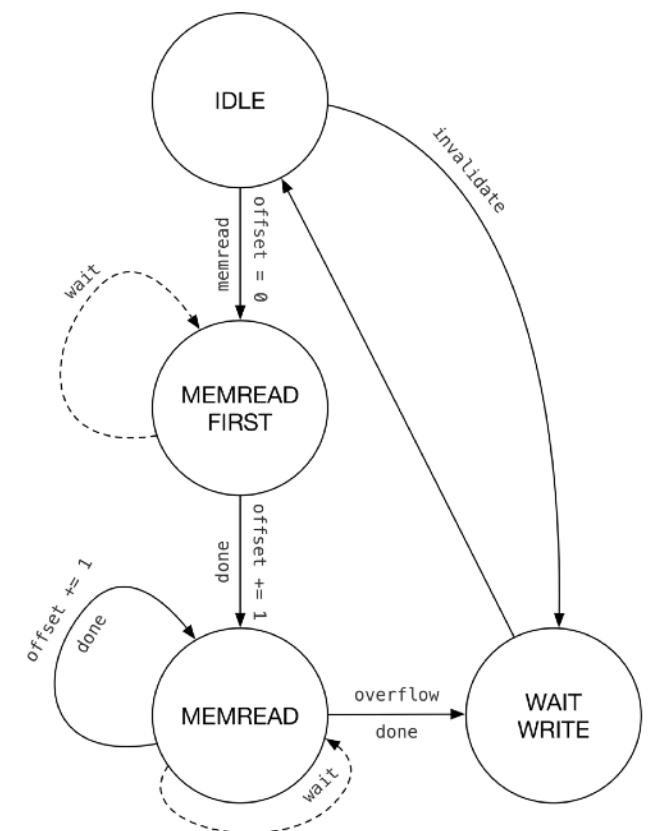 IDLE
invalidate
memread
offset = 0
wait
MEMREAD
FIRST
done
offset += 1
offset += 1
done
MEMREAD
overflow
done
WAIT
WRITE
wait